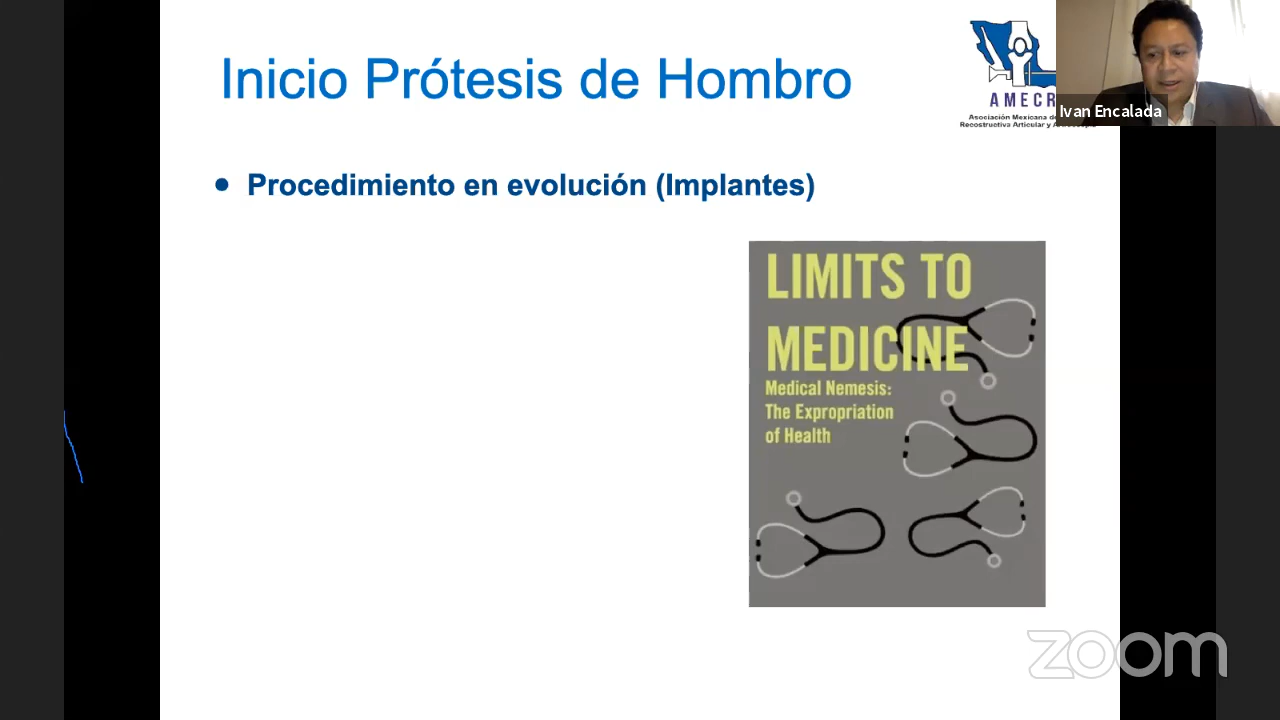 Inicio Prótesis de Hombro
AMECR
Asociación Mexicana de
Recostructiva Articular y
Ivan Encalada
• Procedimiento en evolución (Implantes)
LIMITS TO
MEDICINE
Medical Nemesis:
The Expropriation
of Health
zoom